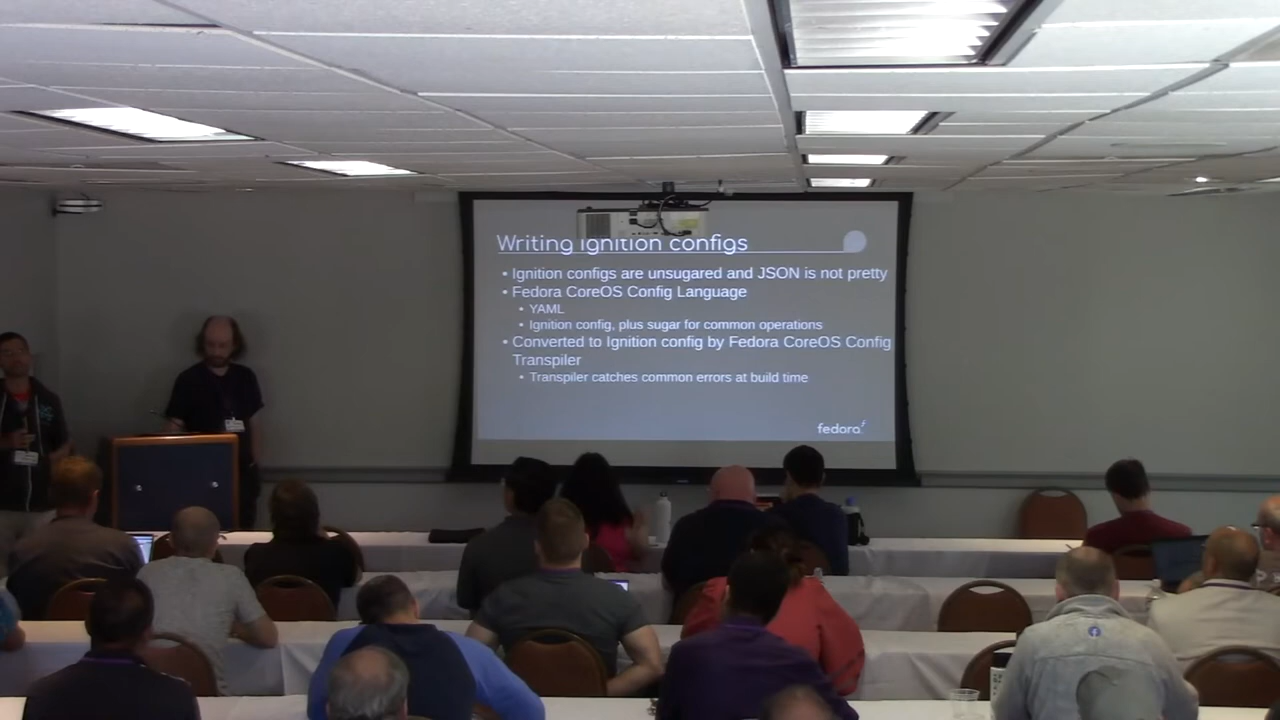 Writing Ignition configs
• Ignition configs are unsugared and JSON is not pretty
• Fedora CoreOS Config Language
• YAML
• Ignition config, plus sugar for common operations
• Converted to Ignition config by Fedora CoreOS Config
Transpiler
• Transpiler catches common errors at build time
fedora